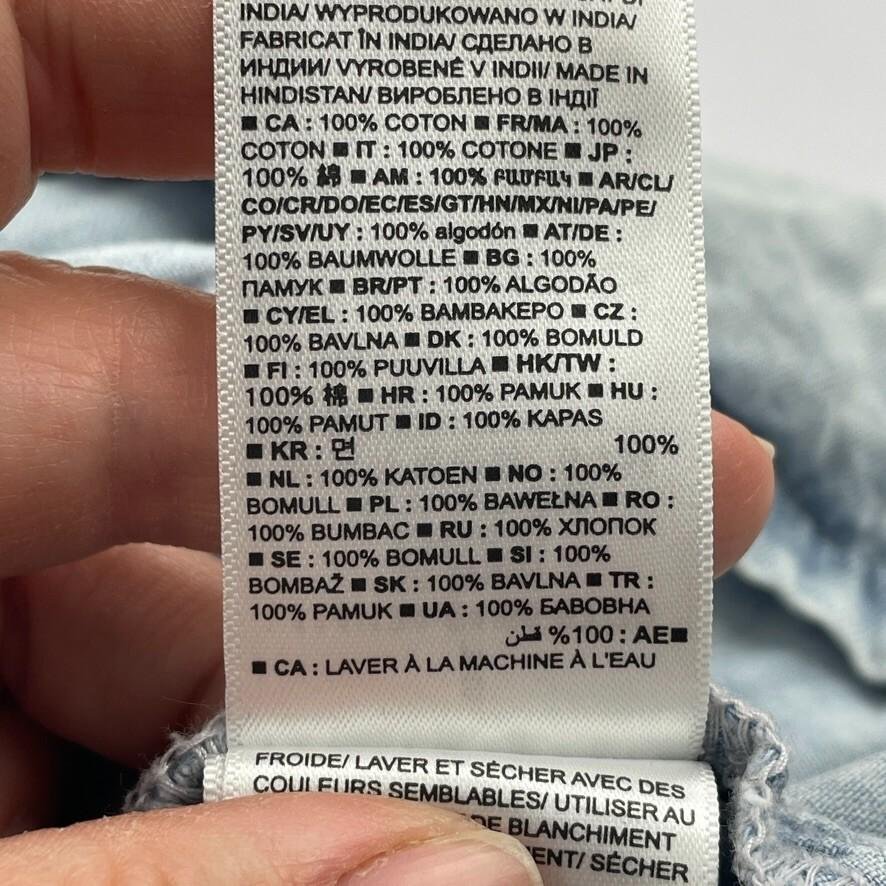 INDIA/ WYPRODUKOWANO W INDIA/
FABRICAT ÎN INDIA/ СДЕЛАНО В
ИНДИИ/ VYROBENÉ V INDII/ MADE IN
HINDISTAN/ ВИРОБЛЕНО В ІНДІЇ
■ CA : 100% COTON ■ FR/MA : 100%
COTON ■ IT : 100% COTONE ■ JP :
100% 綿 ■ AM : 100% ԲԱՄԲԱԿ ■ AR/CL/
CO/CR/DO/EC/ES/GT/HN/MX/NI/PA/PE/
PY/SV/UY : 100% algodón ■ AT/DE :
100% BAUMWOLLE ■ BG : 100%
ПАМУК ■ BR/PT : 100% ALGODÃO
■ CY/EL : 100% ΒΑΜΒΑΚΕΡΟ ■ CZ :
100% BAVLNA ■ DK : 100% BOMULD
■ FI : 100% PUUVILLA ■ HK/TW :
100% 棉 ■ HR : 100% PAMUK ■ HU :
100% PAMUT ■ ID : 100% KAPAS
■ KR : 면 100%
■ NL : 100% KATOEN ■ NO : 100%
BOMULL ■ PL : 100% BAWEŁNA ■ RO :
100% BUMBAC ■ RU : 100% ХЛОПОК
■ SE : 100% BOMULL ■ SI : 100%
BOMBAŽ ■ SK : 100% BAVLNA ■ TR :
100% PAMUK ■ UA : 100% БАВОВНА
■AE : 100% قطن
■ CA : LAVER À LA MACHINE À L'EAU
FROIDE/ LAVER ET SÉCHER AVEC DES
COULEURS SEMBLABLES/ UTILISER AU
DE BLANCHIMENT
SÉCHER